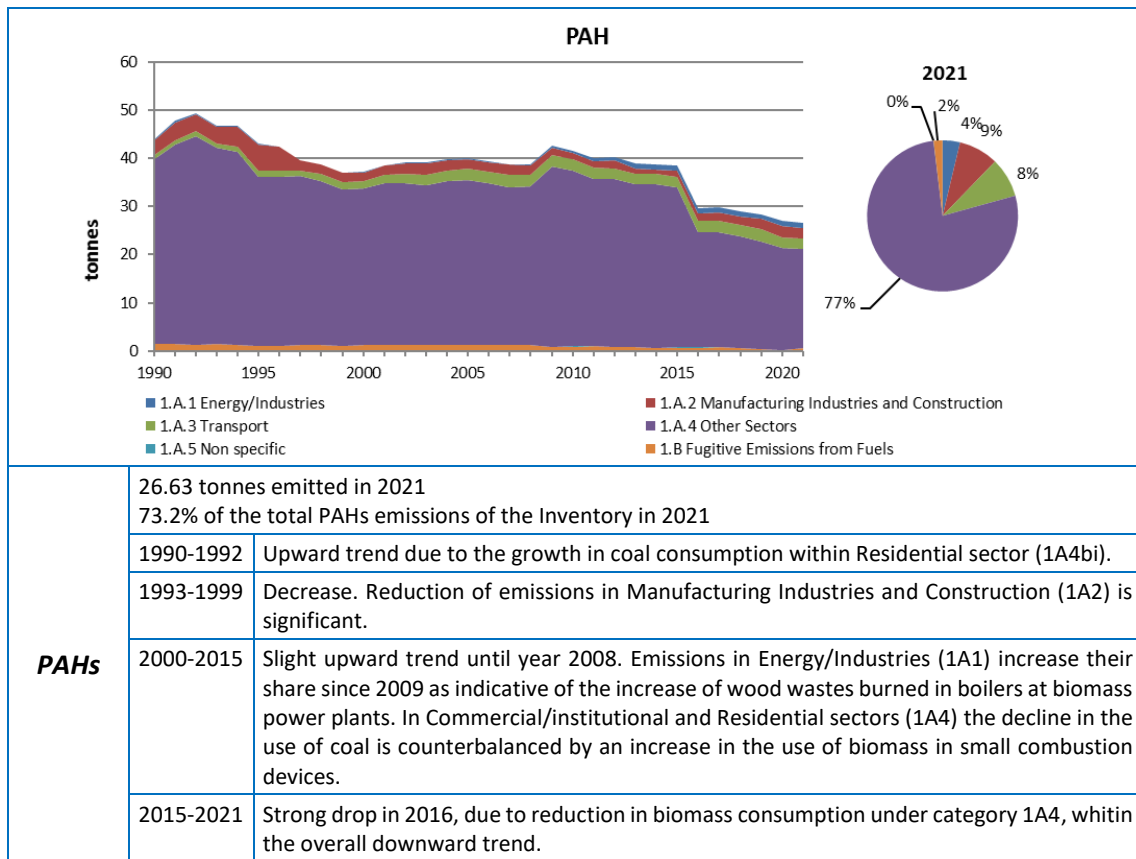 PAH
60
50
40
30
20
10
0
tonnes
1990
1995
2000
2005
2010
2015
2020
2021
0%
2%
4%
9%
8%
77%
1.A.1 Energy/Industries
1.A.2 Manufacturing Industries and Construction
1.A.3 Transport
1.A.4 Other Sectors
1.A.5 Non specific
1.B Fugitive Emissions from Fuels
PAHs
26.63 tonnes emitted in 2021
73.2% of the total PAHs emissions of the Inventory in 2021
1990-1992
Upward trend due to the growth in coal consumption within Residential sector (1A4bi).
1993-1999
Decrease. Reduction of emissions in Manufacturing Industries and Construction (1A2) is
significant.
2000-2015
Slight upward trend until year 2008. Emissions in Energy/Industries (1A1) increase their
share since 2009 as indicative of the increase of wood wastes burned in boilers at biomass
power plants. In Commercial/institutional and Residential sectors (1A4) the decline in the
use of coal is counterbalanced by an increase in the use of biomass in small combustion
devices.
2015-2021
Strong drop in 2016, due to reduction in biomass consumption under category 1A4, whitin
the overall downward trend.